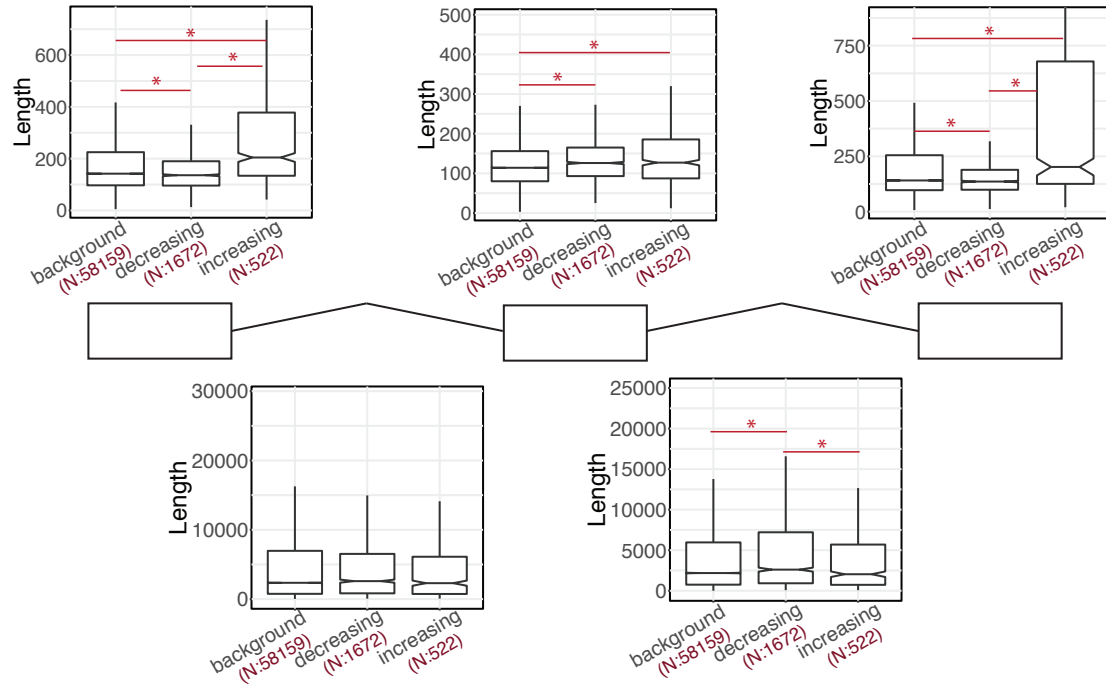 Length
600
400
200
0
*
*
*
background
(N:58159)
decreasing
(N:1672)
increasing
(N:522)
Length
500
400
300
200
100
0
*
*
background
(N:58159)
decreasing
(N:1672)
increasing
(N:522)
Length
750
500
250
0
*
*
*
background
(N:58159)
decreasing
(N:1672)
increasing
(N:522)
Length
30000
20000
10000
0
background
(N:58159)
decreasing
(N:1672)
increasing
(N:522)
Length
25000
20000
15000
10000
5000
0
*
*
background
(N:58159)
decreasing
(N:1672)
increasing
(N:522)